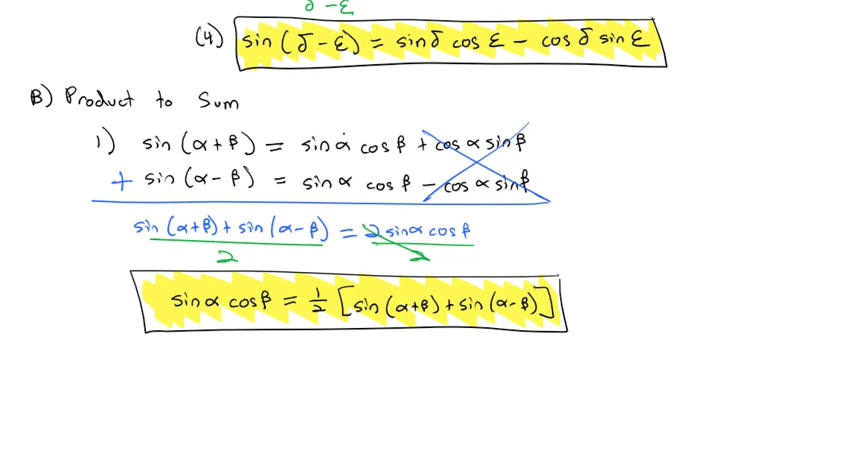 δ - ε
(4) sin (δ - ε) = sin δ cos ε - cos δ sin ε
B) Product to Sum
1) sin (α + β) = sin α cos β + cos α sin β
+ sin (α - β) = sin α cos β - cos α sin β
sin (α+β) + sin (α - β) = 2 sin α cos β
2 2
sin α cos β = 1/2 [sin (α+β) + sin (α - β)]